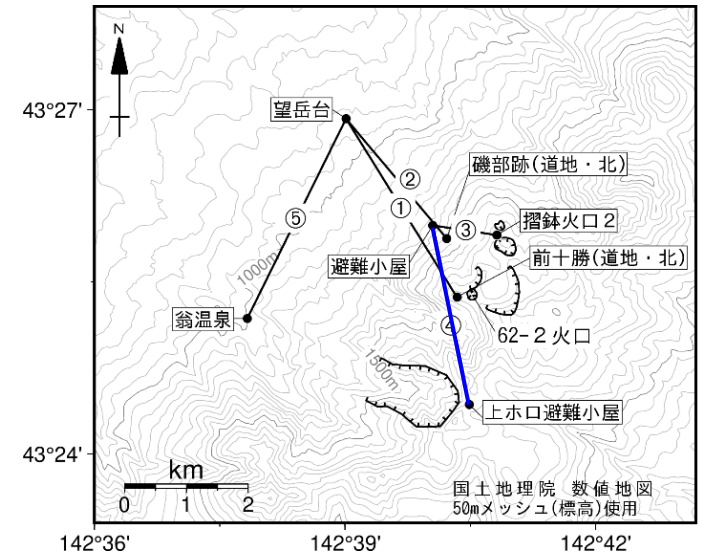 N
43°27'
望岳台
磯部跡(道地・北)
②
①
⑤
③
摺鉢火口2
前十勝(道地・北)
避難小屋
1000m
翁温泉
④
62-2火口
1500m
上ホロ避難小屋
43°24'
km
0 1 2
国土地理院 数値地図
50mメッシュ(標高)使用
142°36' 142°39' 142°42'